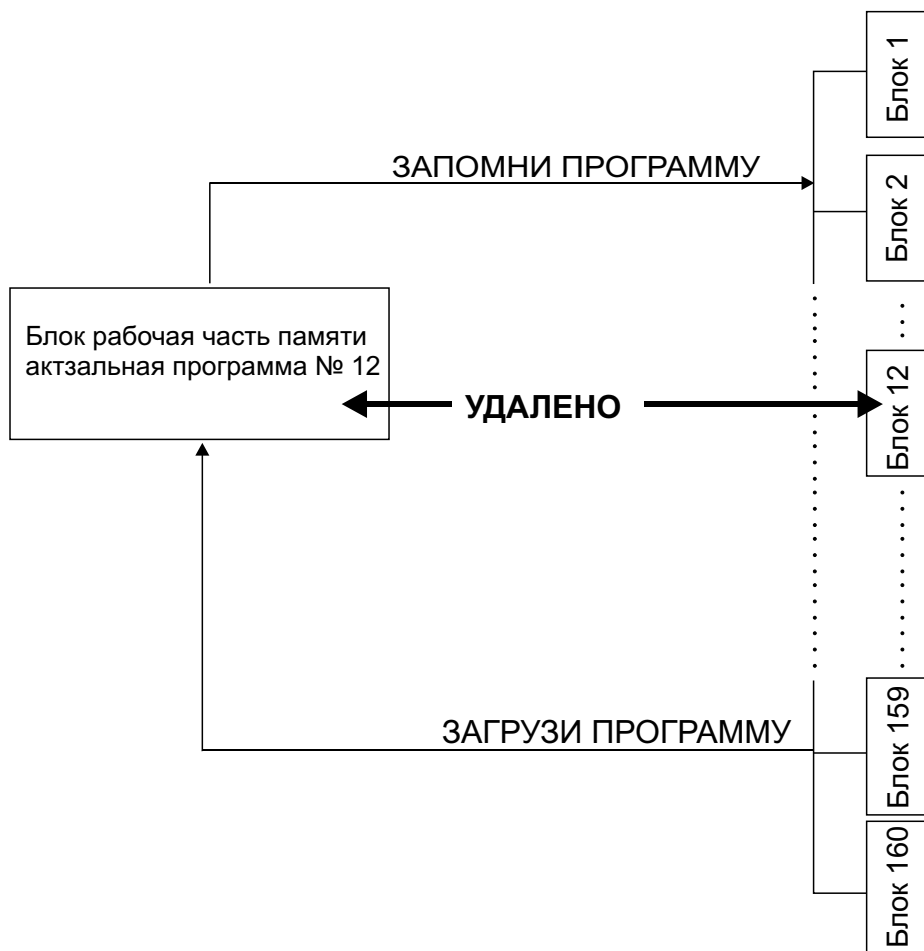 Блок 1
ЗАПОМНИ ПРОГРАММУ
Блок 2
Блок рабочая часть памяти
актзальная программа № 12
УДАЛЕНО
Блок 12
ЗАГРУЗИ ПРОГРАММУ
Блок 159
Блок 160